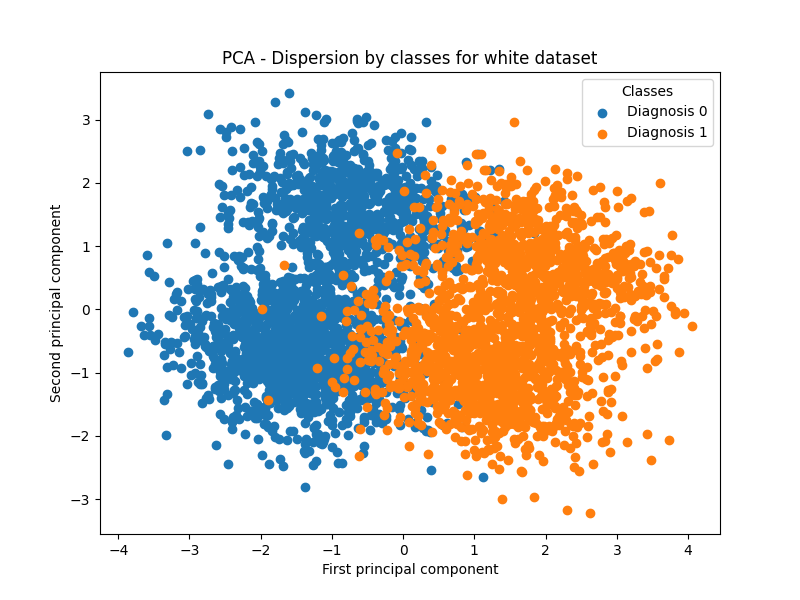 PCA - Dispersion by classes for white dataset
Classes
Diagnosis 0
Diagnosis 1
Second principal component
3
2
1
0
−1
−2
−3
−4 −3 −2 −1 0 1 2 3 4
First principal component